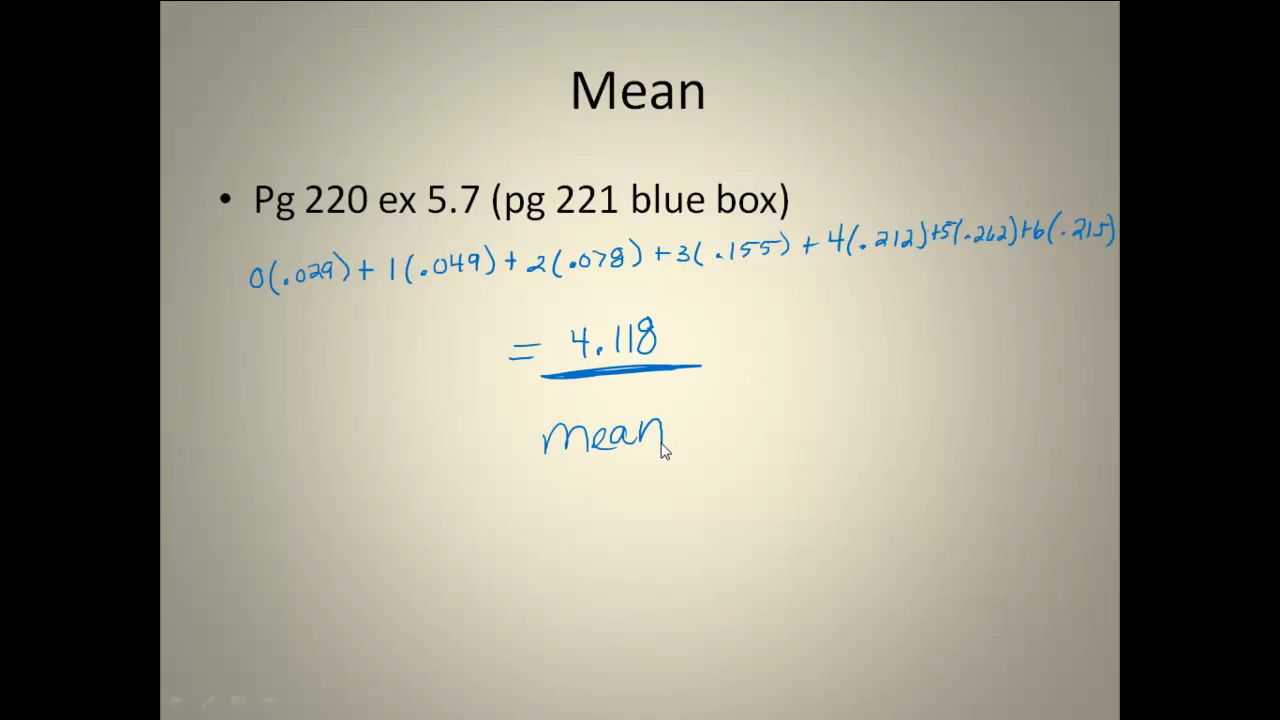 Mean
• Pg 220 ex 5.7 (pg 221 blue box)
0(.029) + 1(.049) + 2(.078) + 3(.155) + 4(.212) + 5(.262) + 6(.215)
= 4.118
mean